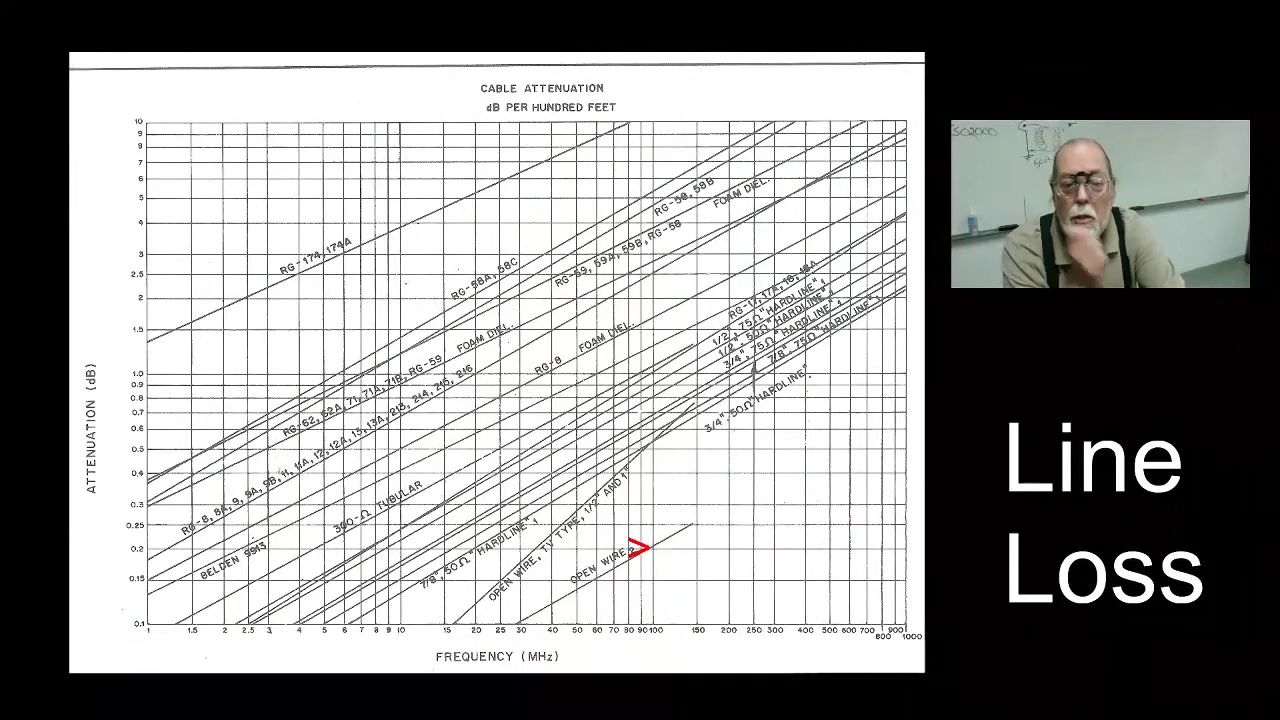 CABLE ATTENUATION
dB PER HUNDRED FEET
10
9
8
7
6
5
4
3
2.5
2
1.5
1.0
0.9
0.8
0.7
0.6
0.5
0.4
0.3
0.25
0.2
0.15
0.1
ATTENUATION (dB)
RG-174,174A
RG-58A, 58C
RG-58, 58B
FOAM DIEL.
RG-59, 59A, 59B, RG-58
RG-62, 62A, 71, 71A, 71B, RG-59 FOAM DIEL.
RG-8, 8A, 9, 9A, 9B, 11, 11A, 12, 12A, 13, 13A, 213, 214, 215, 216
RG-8 FOAM DIEL.
BELDEN 9913
300-Ω TUBULAR
RG-17, 17A, 18, 18A
1/2", 75Ω "HARDLINE"
1/2", 50Ω "HARDLINE"
3/4", 75Ω "HARDLINE"
7/8", 75Ω "HARDLINE"
3/4", 50Ω "HARDLINE"
7/8", 50Ω "HARDLINE"
OPEN WIRE, TV TYPE, 1/2" AND 1"
OPEN WIRE
>
1 1.5 2 2.5 3 4 5 6 7 8 9 10 15 20 25 30 40 50 60 70 80 90 100 150 200 250 300 400 500 600 700 800 900 1000
FREQUENCY (MHz)
Line
Loss